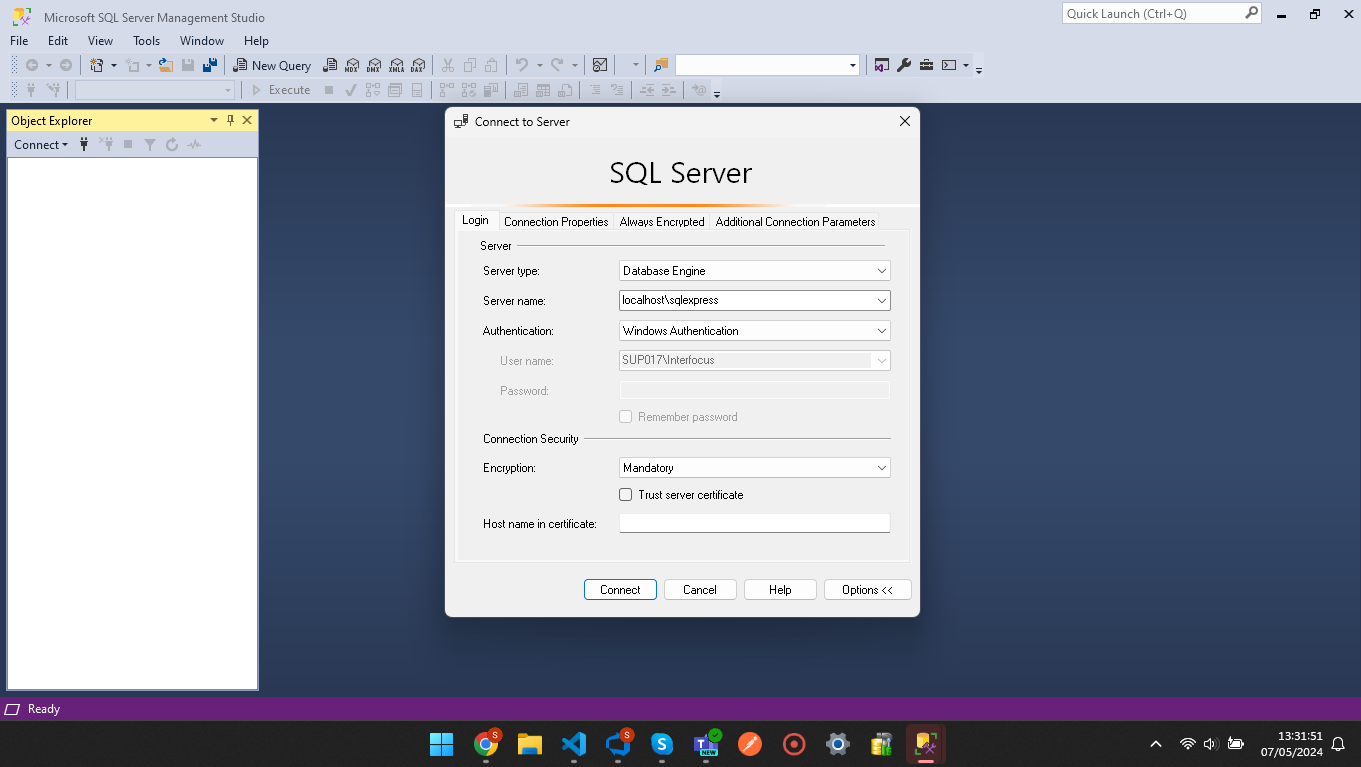 Microsoft SQL Server Management Studio
Quick Launch (Ctrl+Q)
File Edit View Tools Window Help
New Query MDX DMX XMLA DAX
Execute
Object Explorer
Connect
Connect to Server
SQL Server
Login Connection Properties Always Encrypted Additional Connection Parameters
Server
Server type: Database Engine
Server name: localhost\sqlexpress
Authentication: Windows Authentication
User name: SUP017\Interfocus
Password:
Remember password
Connection Security
Encryption: Mandatory
Trust server certificate
Host name in certificate:
Connect Cancel Help Options <<
Ready
S S S T NEW
13:31:51
07/05/2024